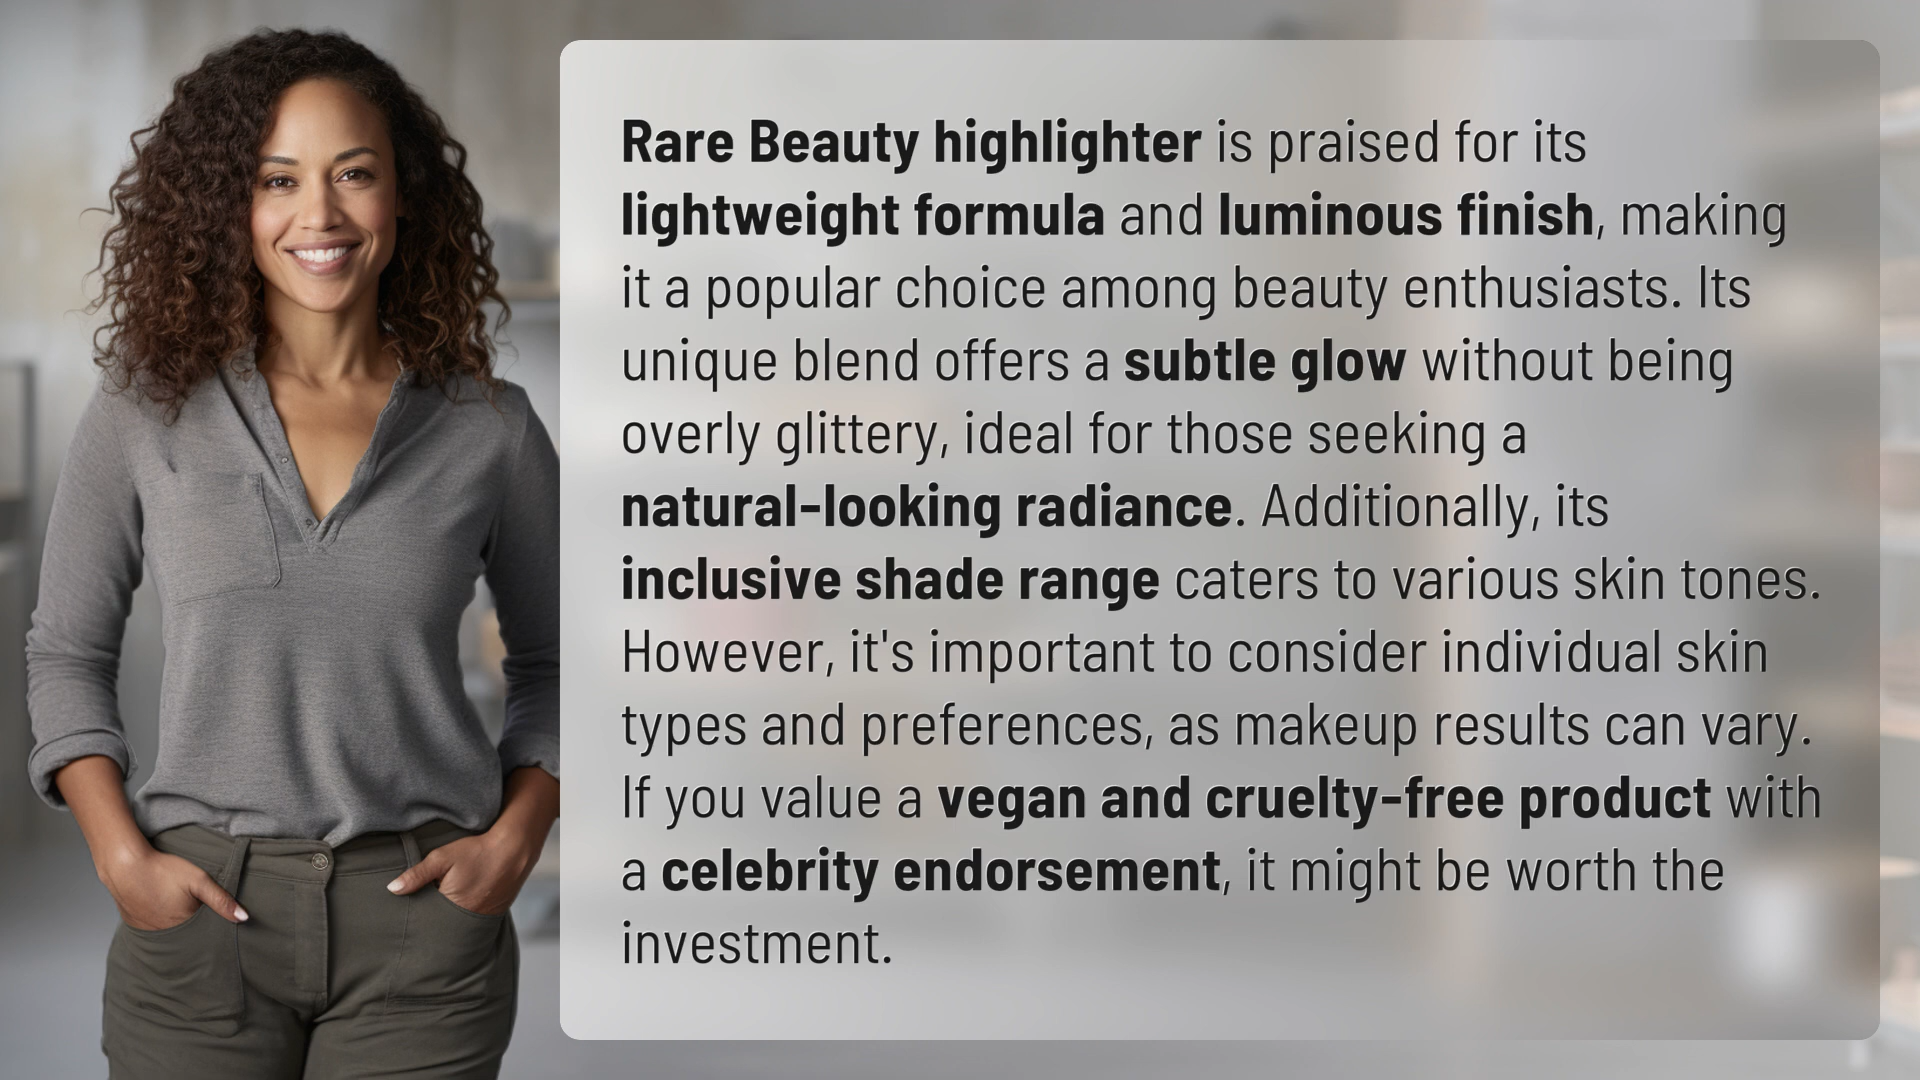 Rare Beauty highlighter is praised for its
lightweight formula and luminous finish, making
it a popular choice among beauty enthusiasts. Its
unique blend offers a subtle glow without being
overly glittery, ideal for those seeking a
natural-looking radiance. Additionally, its
inclusive shade range caters to various skin tones.
However, it's important to consider individual skin
types and preferences, as makeup results can vary.
If you value a vegan and cruelty-free product with
a celebrity endorsement, it might be worth the
investment.